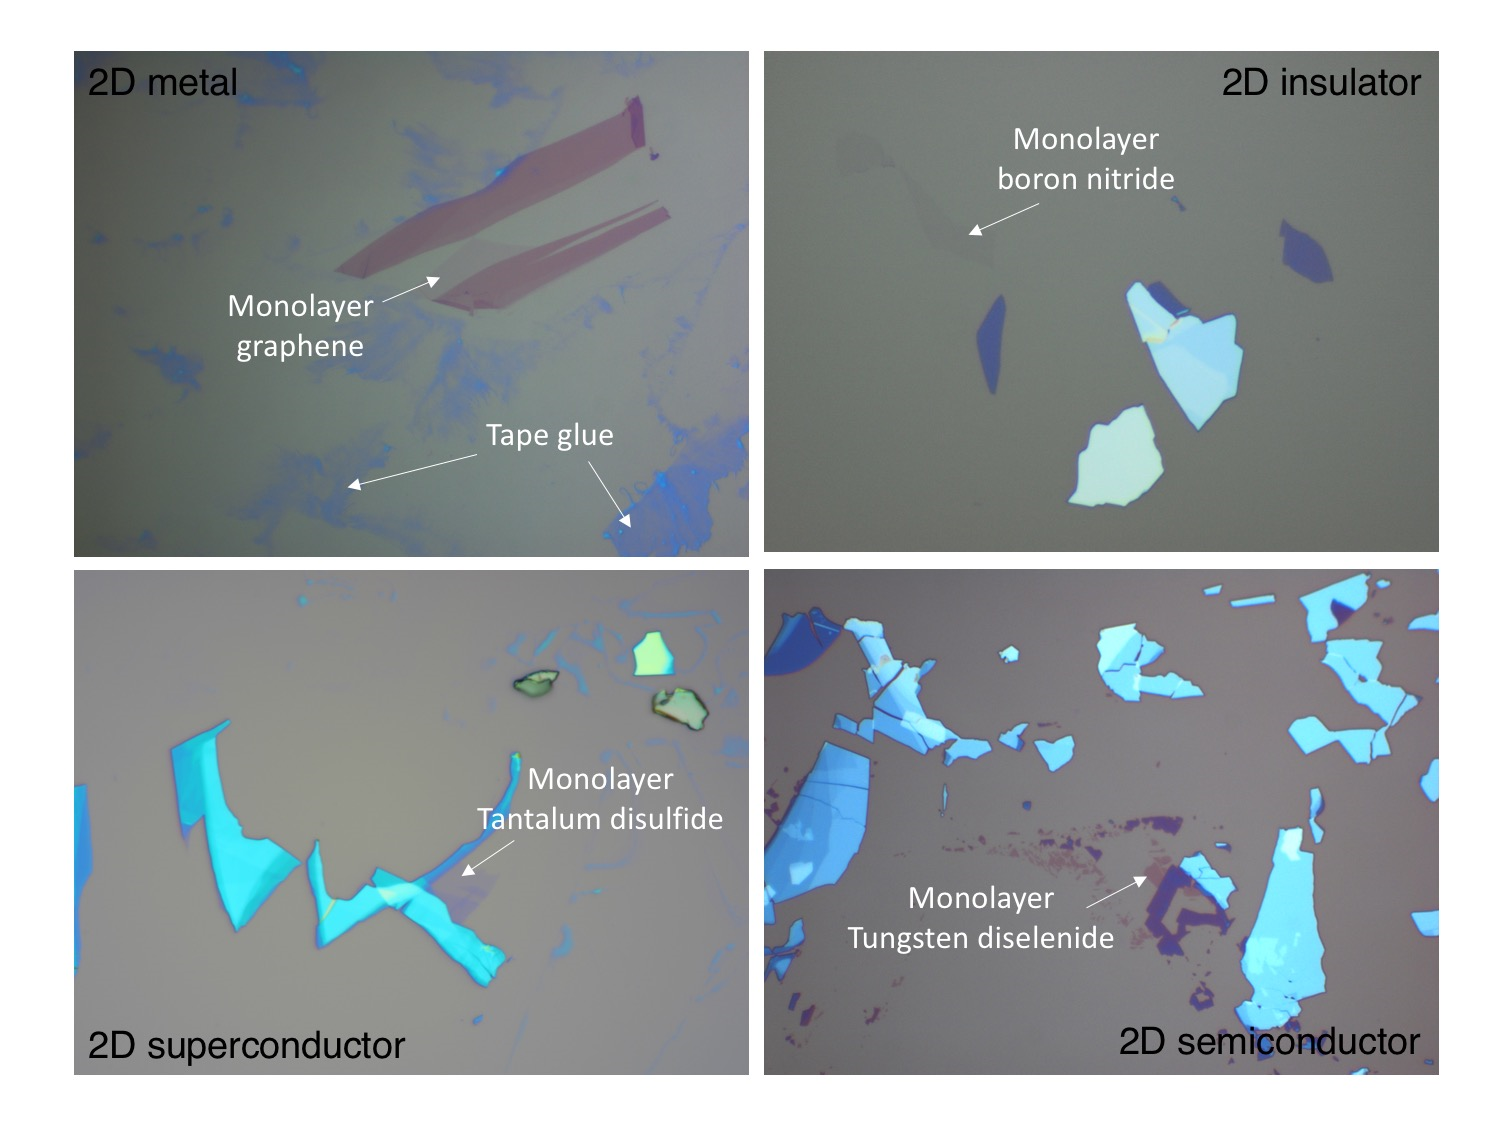 2D metal
Monolayer
graphene
Tape glue
2D insulator
Monolayer
boron nitride
Monolayer
Tantalum disulfide
2D superconductor
Monolayer
Tungsten diselenide
2D semiconductor